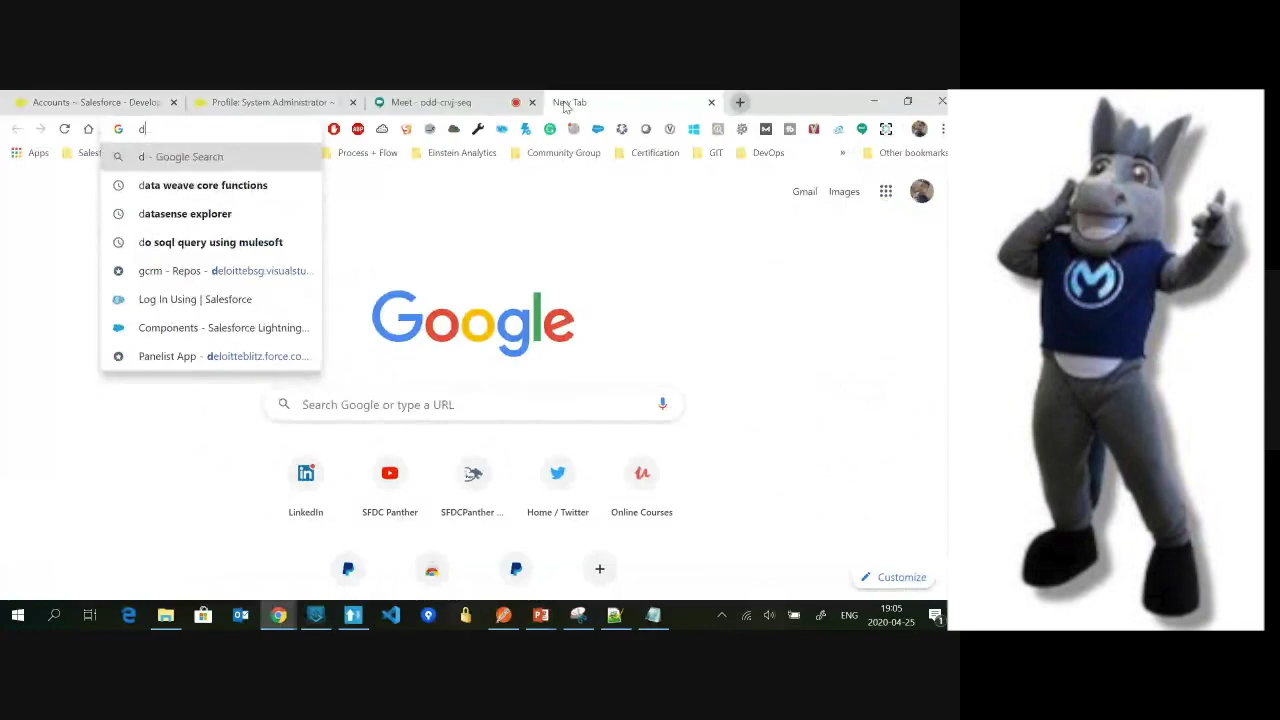 Accounts ~ Salesforce - Develop
Profile: System Administrator ~
Meet - pdd-crvj-seq
New Tab
d
Apps
Salesf
Process + Flow
Einstein Analytics
Community Group
Certification
GIT
DevOps
»
Other bookmarks
d - Google Search
data weave core functions
datasense explorer
do soql query using mulesoft
gcrm - Repos - deloittebsg.visualstu...
Log In Using | Salesforce
Components - Salesforce Lightning...
Panelist App - deloitteblitz.force.co...
Gmail
Images
Google
Search Google or type a URL
LinkedIn
SFDC Panther
SFDCPanther ...
Home / Twitter
Online Courses
Customize
ENG
19:05
2020-04-25
1